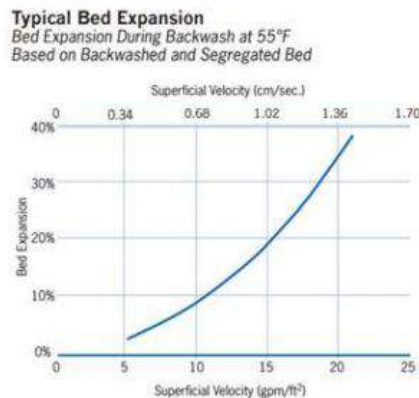 Typical Bed Expansion
Bed Expansion During Backwash at 55°F
Based on Backwashed and Segregated Bed
Superficial Velocity (cm/sec.)
0 0.34 0.68 1.02 1.36 1.70
40%
30%
20%
10%
0%
Bed Expansion
0 5 10 15 20 25
Superficial Velocity (gpm/ft²)